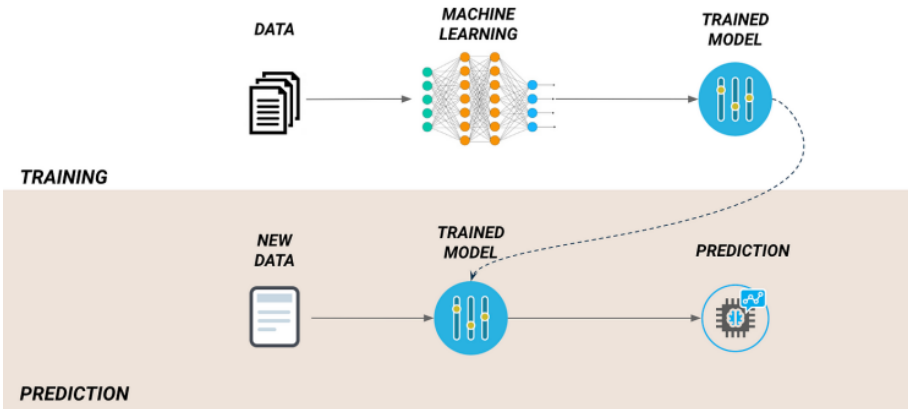 DATA
MACHINE
LEARNING
TRAINED
MODEL
TRAINING
NEW
DATA
TRAINED
MODEL
PREDICTION
PREDICTION